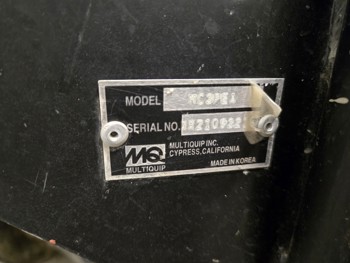 MODEL
SERIAL NO.
MQ
MULTIQUIP
MULTIQUIP INC.
CYPRESS, CALIFORNIA
MADE IN KOREA